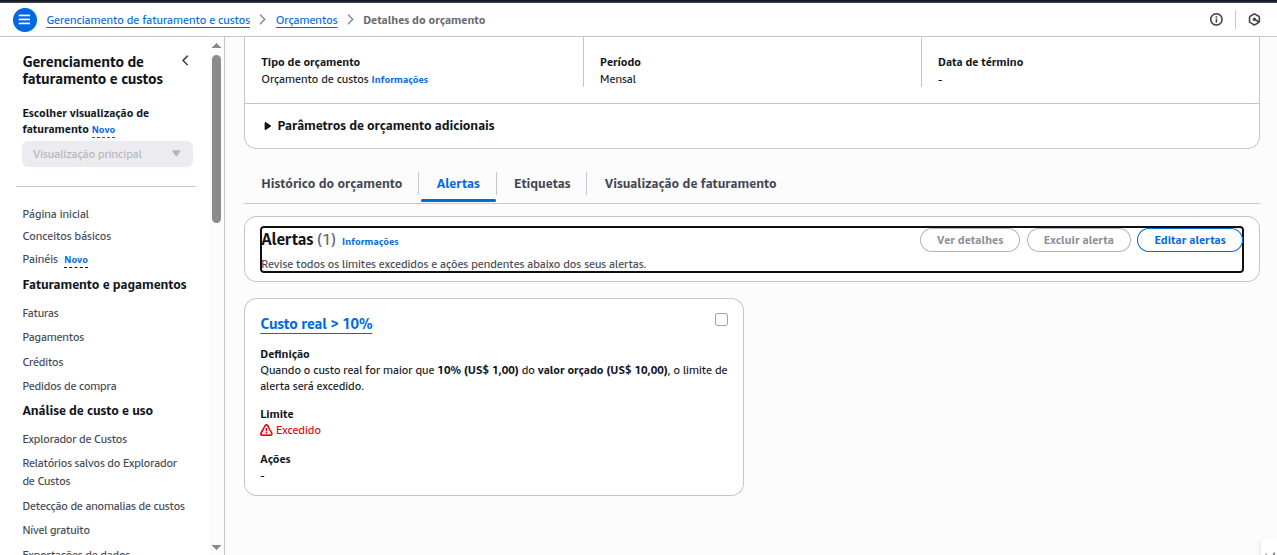 Gerenciamento de faturamento e custos > Orçamentos > Detalhes do orçamento
Gerenciamento de
faturamento e custos
Escolher visualização de
faturamento Novo
Visualização principal
Página inicial
Conceitos básicos
Painéis Novo
Faturamento e pagamentos
Faturas
Pagamentos
Créditos
Pedidos de compra
Análise de custo e uso
Explorador de Custos
Relatórios salvos do Explorador
de Custos
Detecção de anomalias de custos
Nível gratuito
Exportações de dados
Tipo de orçamento
Orçamento de custos Informações
Período
Mensal
Data de término
-
Parâmetros de orçamento adicionais
Histórico do orçamento Alertas Etiquetas Visualização de faturamento
Alertas (1) Informações
Ver detalhes Excluir alerta Editar alertas
Revise todos os limites excedidos e ações pendentes abaixo dos seus alertas.
Custo real > 10%
Definição
Quando o custo real for maior que 10% (US$ 1,00) do valor orçado (US$ 10,00), o limite de
alerta será excedido.
Limite
Excedido
Ações
-